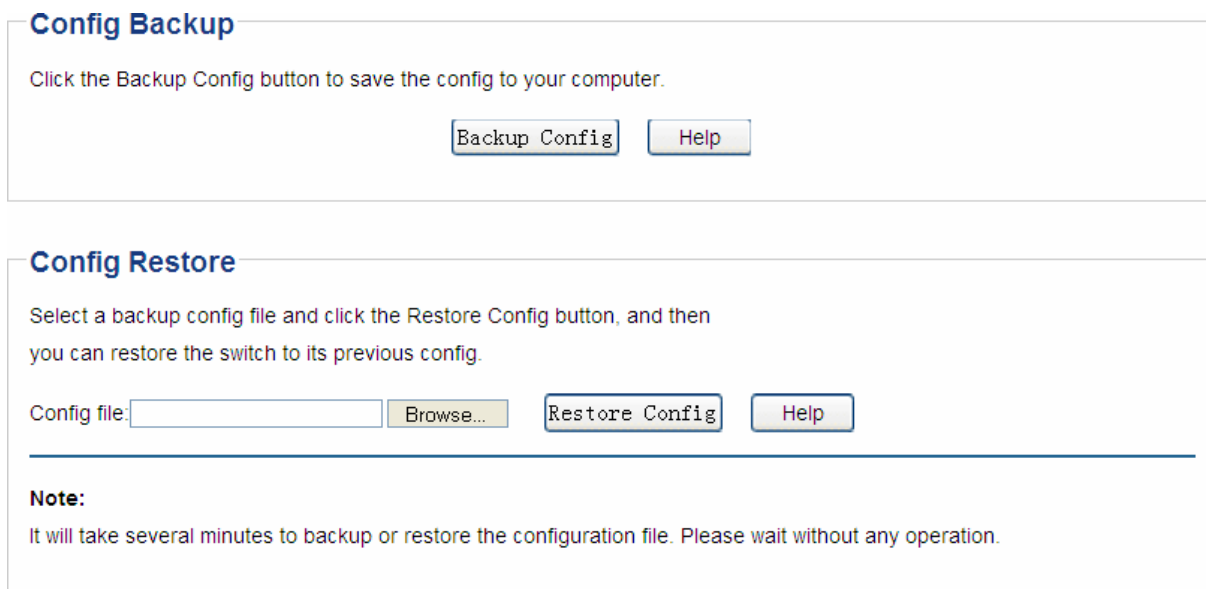 Config Backup
Click the Backup Config button to save the config to your computer.
Backup Config Help
Config Restore
Select a backup config file and click the Restore Config button, and then
you can restore the switch to its previous config.
Config file: Browse... Restore Config Help
Note:
It will take several minutes to backup or restore the configuration file. Please wait without any operation.